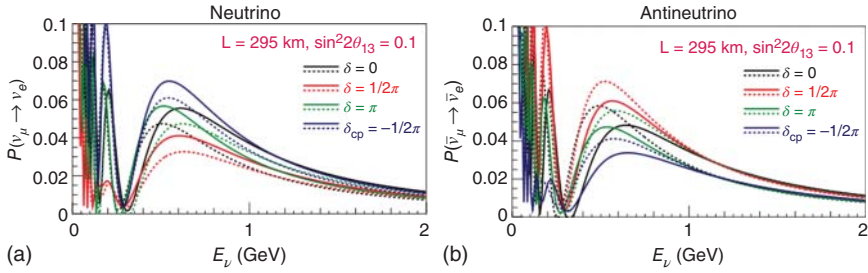 Neutrino
L = 295 km, sin²2θ₁₃ = 0.1
δ = 0
δ = 1/2π
δ = π
δcp = −1/2π
P(νμ → νe)
0.1
0.08
0.06
0.04
0.02
0
0 1 2
Eν (GeV)
(a)
Antineutrino
L = 295 km, sin²2θ₁₃ = 0.1
δ = 0
δ = 1/2π
δ = π
δcp = −1/2π
P(ν̄μ → ν̄e)
0.1
0.08
0.06
0.04
0.02
0
0 1 2
Eν (GeV)
(b)